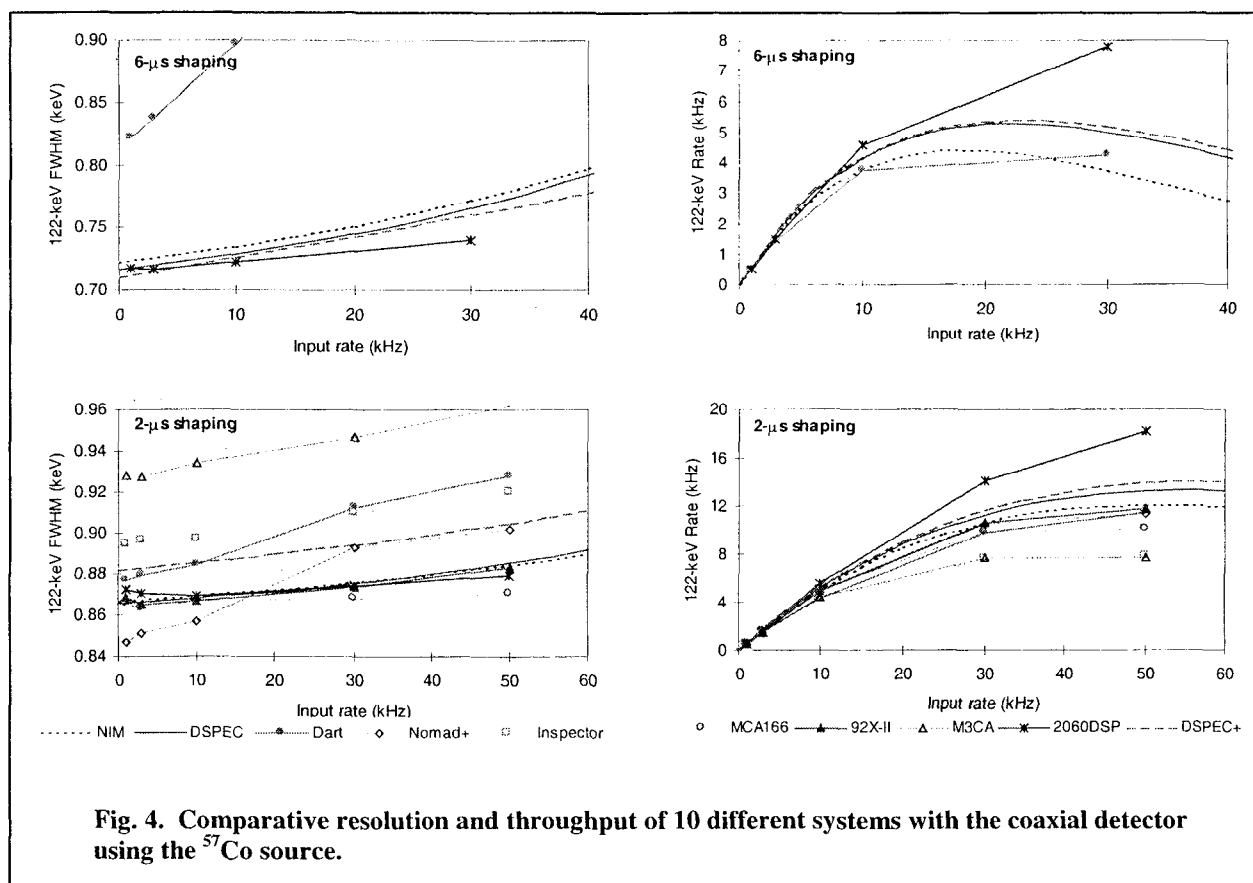 6-µs shaping
122-keV FWHM (keV)
0.90
0.85
0.80
0.75
0.70
0 10 20 30 40
Input rate (kHz)
6-µs shaping
122-keV Rate (kHz)
8
7
6
5
4
3
2
1
0
0 10 20 30 40
Input rate (kHz)
2-µs shaping
122-keV FWHM (keV)
0.96
0.94
0.92
0.90
0.88
0.86
0.84
0 10 20 30 40 50 60
Input rate (kHz)
2-µs shaping
122-keV Rate (kHz)
20
16
12
8
4
0
0 10 20 30 40 50 60
Input rate (kHz)
NIM DSPEC Dart Nomad+ Inspector
MCA166 92X-II M3CA 2060DSP DSPEC+
Fig. 4. Comparative resolution and throughput of 10 different systems with the coaxial detector
using the ⁵⁷Co source.